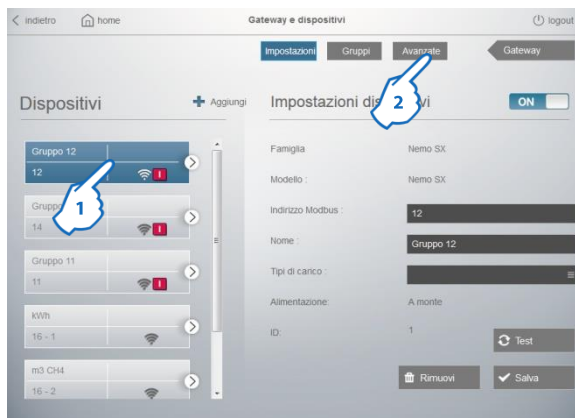 indietro
home
Gateway e dispositivi
logout
Impostazioni
Gruppi
Avanzate
Gateway
Dispositivi
Aggiungi
Impostazioni
ON
Gruppo 12
12
14
Gruppo 11
11
kWh
16 - 1
m3 CH4
16 - 2
Famiglia
Nemo SX
Modello :
Nemo SX
Indirizzo Modbus :
12
Nome :
Gruppo 12
Tipi di carico :
Alimentazione:
A monte
ID:
1
Test
Rimuovi
Salva
1
2